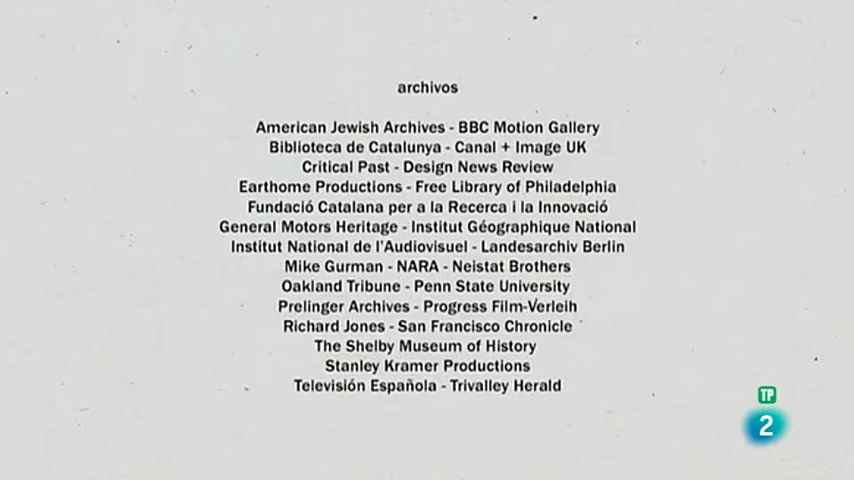 archivos
American Jewish Archives - BBC Motion Gallery
Biblioteca de Catalunya - Canal + Image UK
Critical Past - Design News Review
Earthome Productions - Free Library of Philadelphia
Fundació Catalana per a la Recerca i la Innovació
General Motors Heritage - Institut Géographique National
Institut National de l'Audiovisuel - Landesarchiv Berlin
Mike Gurman - NARA - Neistat Brothers
Oakland Tribune - Penn State University
Prelinger Archives - Progress Film-Verleih
Richard Jones - San Francisco Chronicle
The Shelby Museum of History
Stanley Kramer Productions
Televisión Española - Trivalley Herald
TP
2